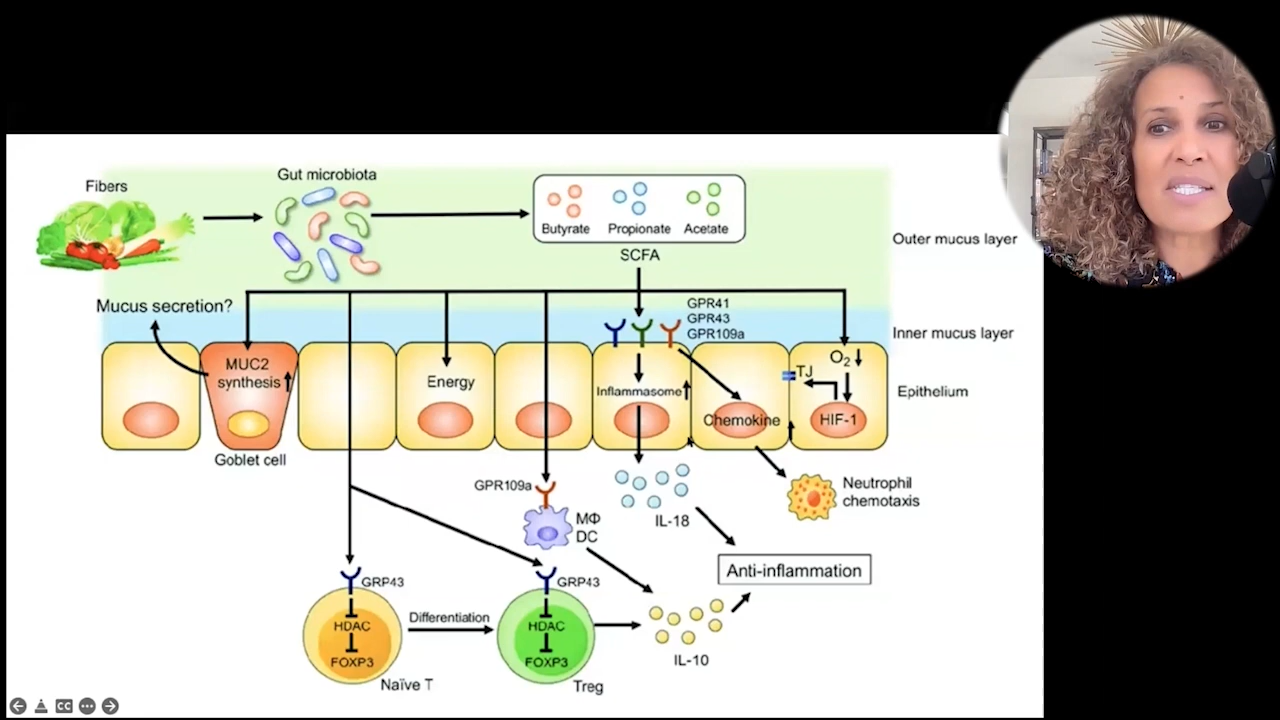 Fibers
Gut microbiota
Butyrate
Propionate
Acetate
SCFA
Outer mucus layer
Mucus secretion?
GPR41
GPR43
GPR109a
Inner mucus layer
MUC2
synthesis
Energy
Inflammasome
Chemokine
O2
TJ
HIF-1
Epithelium
Goblet cell
GPR109a
MΦ
DC
IL-18
Neutrophil
chemotaxis
Anti-inflammation
GRP43
HDAC
FOXP3
Naïve T
Differentiation
GRP43
HDAC
FOXP3
Treg
IL-10
CC